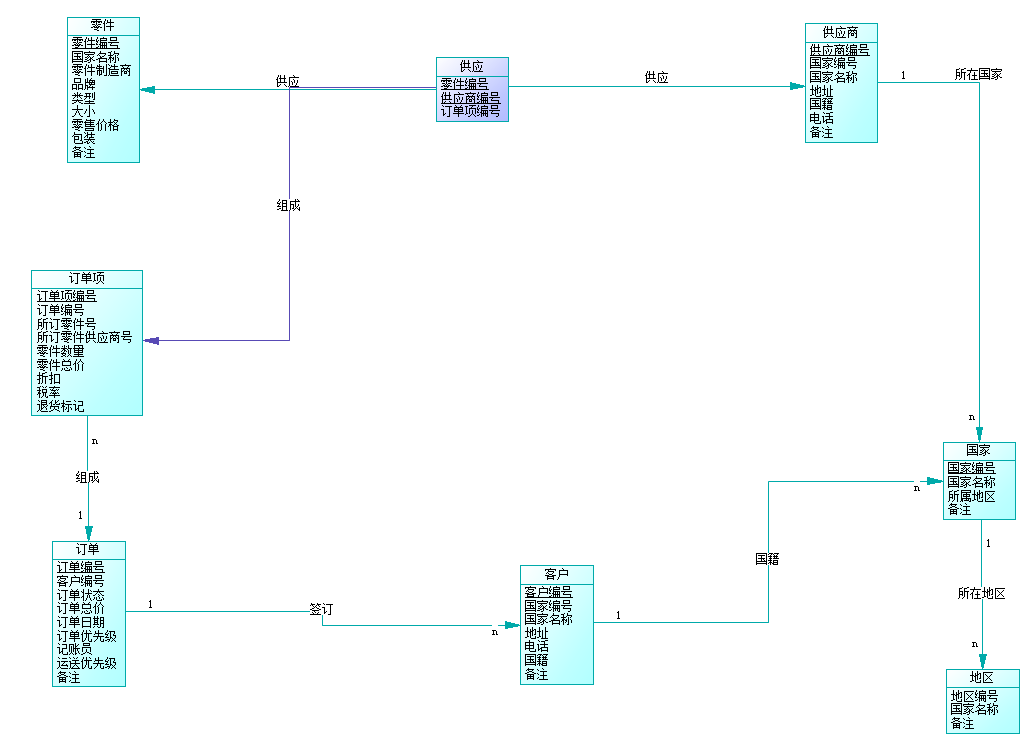 零件
零件编号
国家名称
零件制造商
品牌
类型
大小
零售价格
包装
备注
供应
供应
零件编号
供应商编号
订单项编号
供应
供应商
供应商编号
国家编号
国家名称
地址
国籍
电话
备注
1
所在国家
组成
订单项
订单项编号
订单编号
所订零件号
所订零件供应商号
零件数量
零件总价
折扣
税率
退货标记
n
组成
1
订单
订单编号
客户编号
订单状态
订单总价
订单日期
订单优先级
记账员
运送优先级
备注
1
签订
n
客户
客户编号
国家编号
国家名称
地址
电话
国籍
备注
1
国籍
n
n
国家
国家编号
国家名称
所属地区
备注
1
所在地区
n
地区
地区编号
国家名称
备注